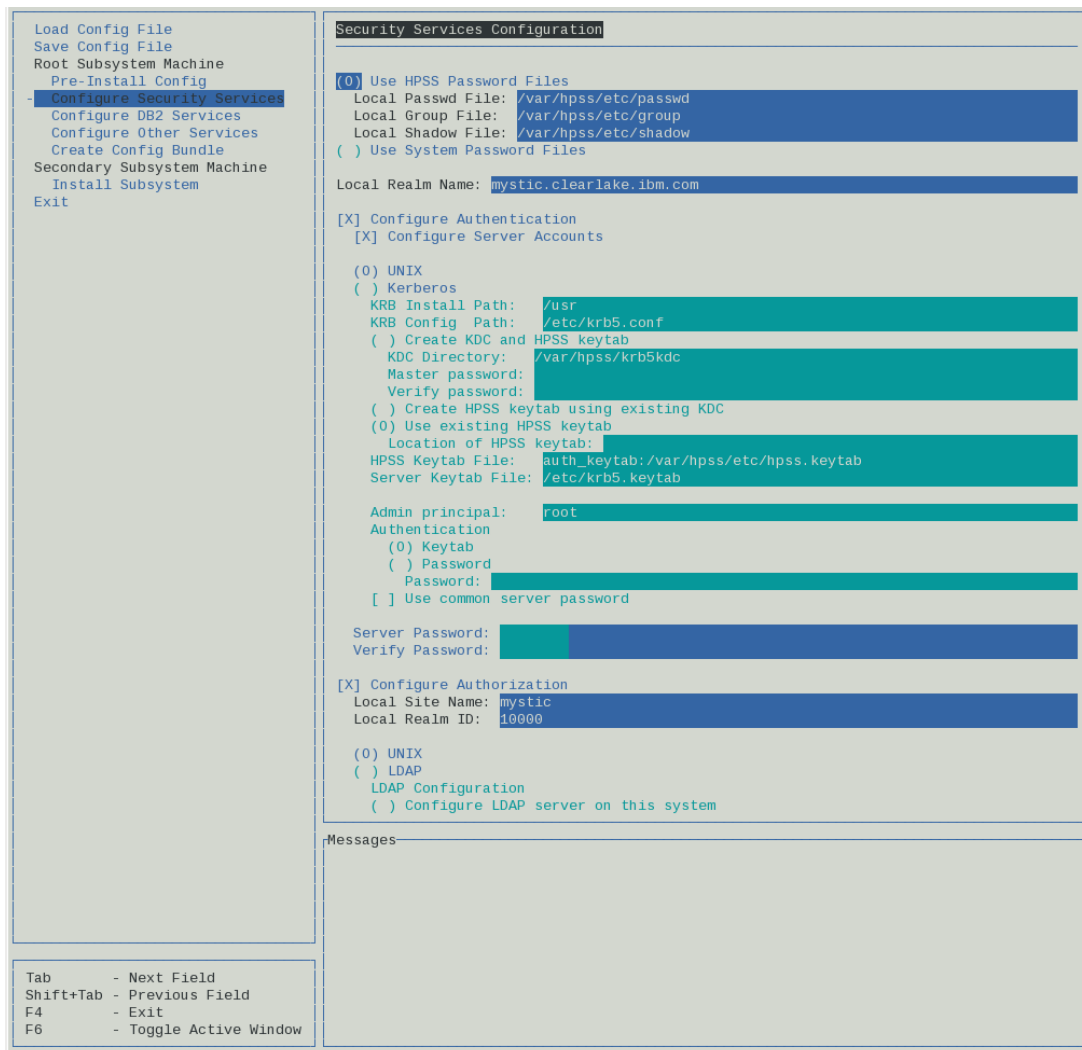 Load Config File
Save Config File
Root Subsystem Machine
Pre-Install Config
- Configure Security Services
Configure DB2 Services
Configure Other Services
Create Config Bundle
Secondary Subsystem Machine
Install Subsystem
Exit
Tab - Next Field
Shift+Tab - Previous Field
F4 - Exit
F6 - Toggle Active Window
Security Services Configuration
(O) Use HPSS Password Files
Local Passwd File: /var/hpss/etc/passwd
Local Group File: /var/hpss/etc/group
Local Shadow File: /var/hpss/etc/shadow
( ) Use System Password Files
Local Realm Name: mystic.clearlake.ibm.com
[X] Configure Authentication
[X] Configure Server Accounts
(O) UNIX
( ) Kerberos
KRB Install Path: /usr
KRB Config Path: /etc/krb5.conf
( ) Create KDC and HPSS keytab
KDC Directory: /var/hpss/krb5kdc
Master password:
Verify password:
( ) Create HPSS keytab using existing KDC
(O) Use existing HPSS keytab
Location of HPSS keytab:
HPSS Keytab File: auth_keytab:/var/hpss/etc/hpss.keytab
Server Keytab File: /etc/krb5.keytab
Admin principal: root
Authentication
(O) Keytab
( ) Password
Password:
[ ] Use common server password
Server Password:
Verify Password:
[X] Configure Authorization
Local Site Name: mystic
Local Realm ID: 10000
(O) UNIX
( ) LDAP
LDAP Configuration
( ) Configure LDAP server on this system
Messages